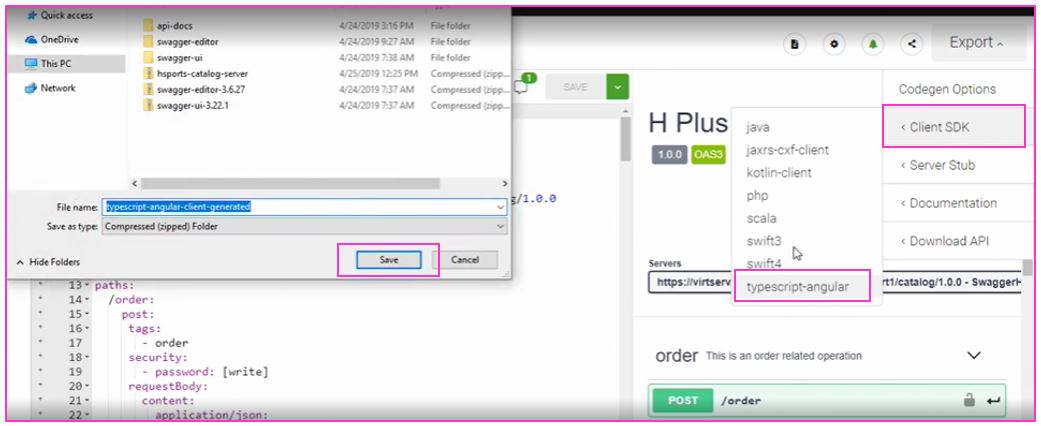 Quick access
OneDrive
This PC
Network
api-docs 4/24/2019 3:16 PM File folder
swagger-editor 4/24/2019 9:27 AM File folder
swagger-ui 4/24/2019 7:38 AM File folder
hsports-catalog-server 4/25/2019 12:25 PM Compressed (zipp...
swagger-editor-3.6.27 4/24/2019 7:37 AM Compressed (zipp...
swagger-ui-3.22.1 4/24/2019 7:37 AM Compressed (zipp...
File name: typescript-angular-client-generated
Save as type: Compressed (zipped) Folder
Hide Folders
Save
Cancel
1
SAVE
/1.0.0
13 paths:
14 /order:
15 post:
16 tags:
17 - order
18 security:
19 - password: [write]
20 requestBody:
21 content:
22 application/json:
Export
Codegen Options
< Client SDK
< Server Stub
< Documentation
< Download API
H Plus
1.0.0 OAS3
java
jaxrs-cxf-client
kotlin-client
php
scala
swift3
swift4
typescript-angular
Servers
https://virtserv rt1/catalog/1.0.0 - SwaggerH
order This is an order related operation
POST /order